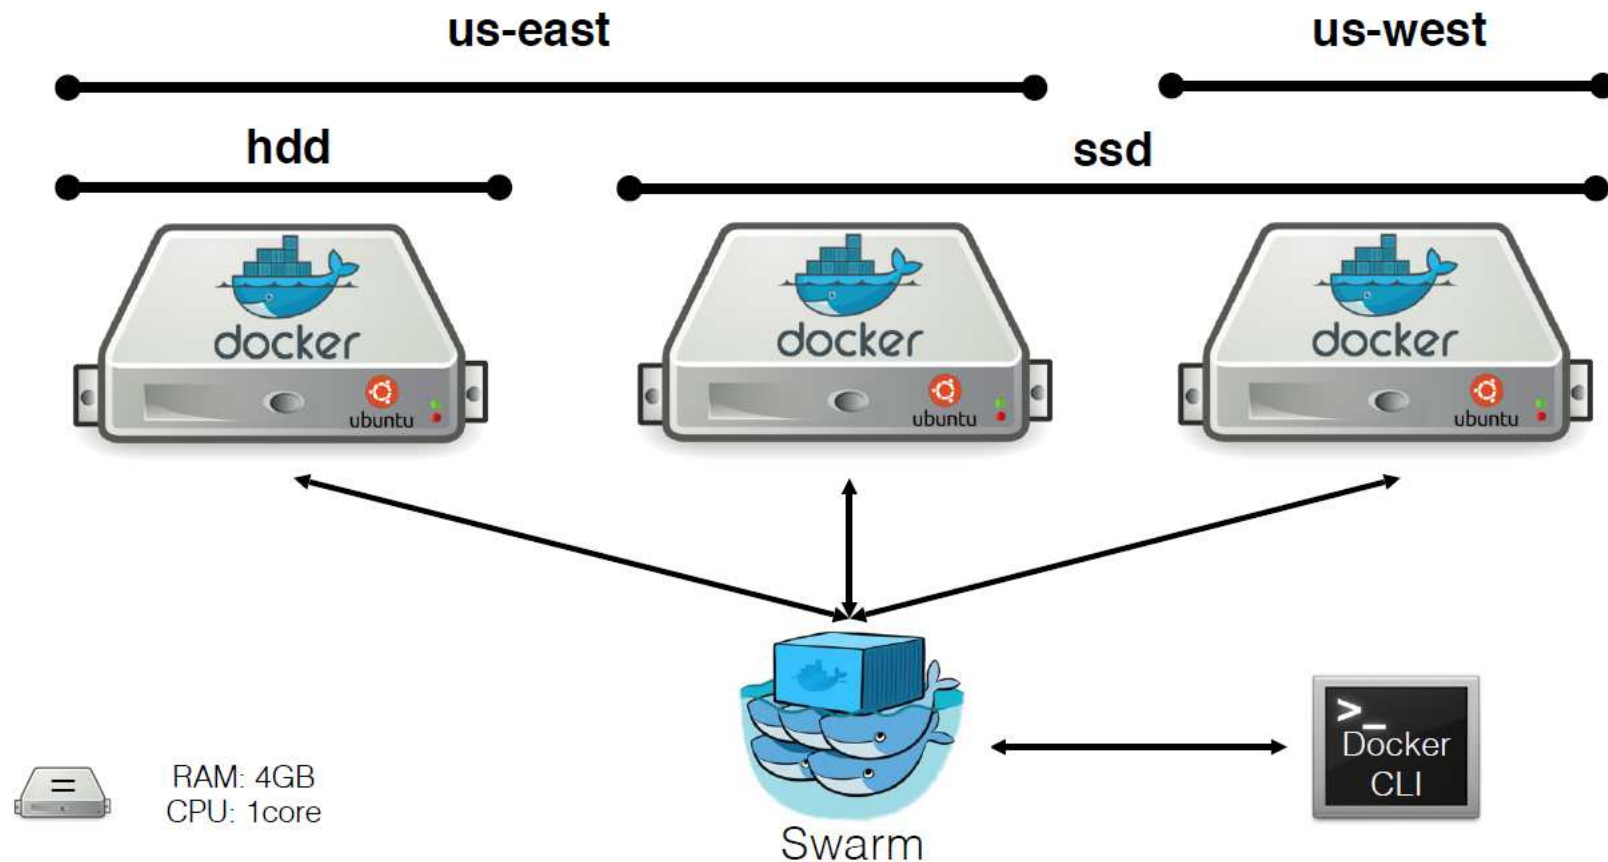 us-east
us-west
hdd
ssd
docker
docker
docker
ubuntu
ubuntu
ubuntu
>_
Docker
CLI
=
RAM: 4GB
CPU: 1core
Swarm